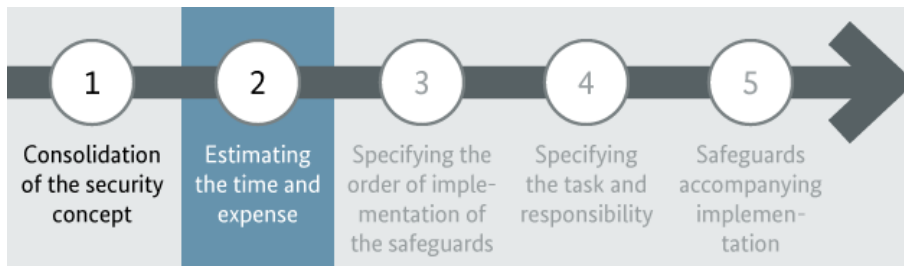 1
Consolidation
of the security
concept
2
Estimating
the time and
expense
3
Specifying the
order of imple-
mentation of
the safeguards
4
Specifying
the task and
responsibility
5
Safeguards
accompanying
implemen-
tation